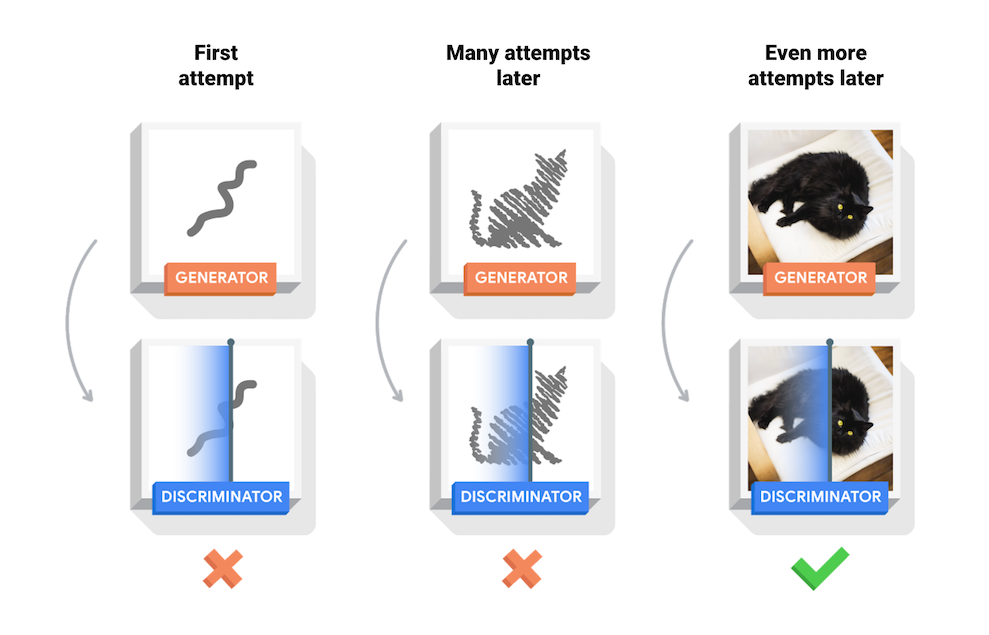 First
attempt
Many attempts
later
Even more
attempts later
GENERATOR
GENERATOR
GENERATOR
DISCRIMINATOR
DISCRIMINATOR
DISCRIMINATOR